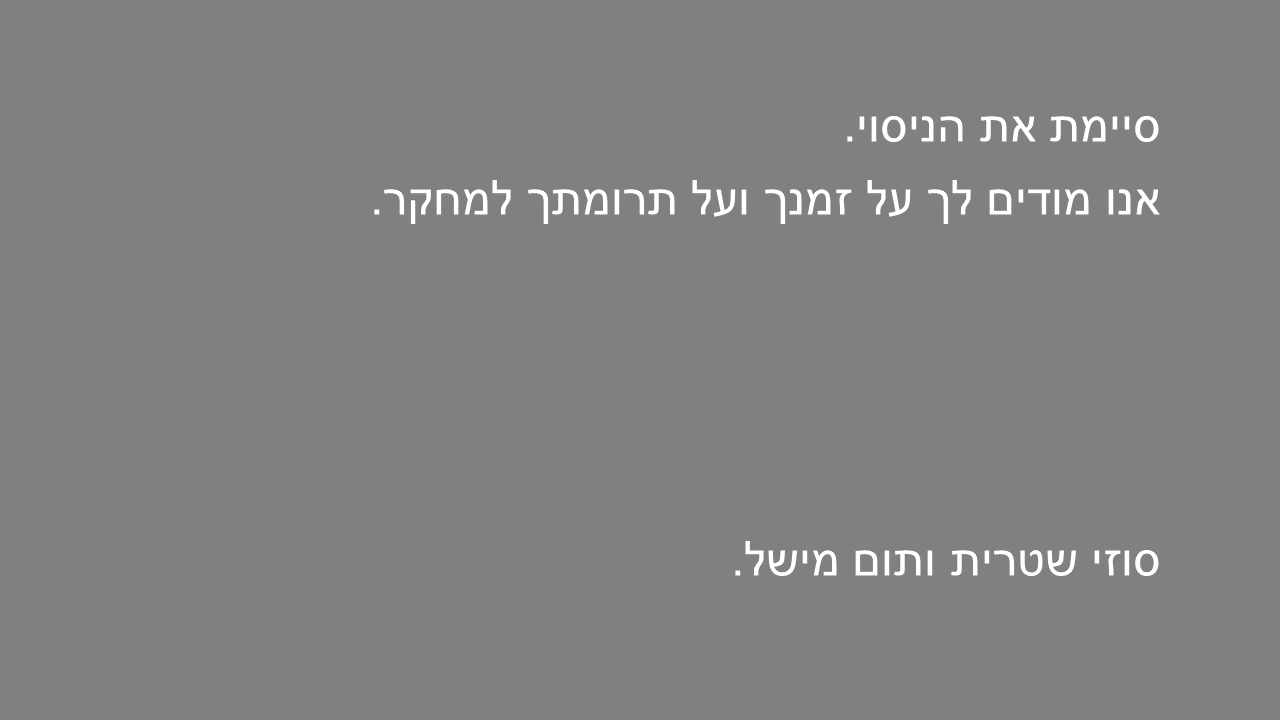 סיימת את הניסוי.
אנו מודים לך על זמנך ועל תרומתך למחקר.
סוזי שטרית ותום מישל.